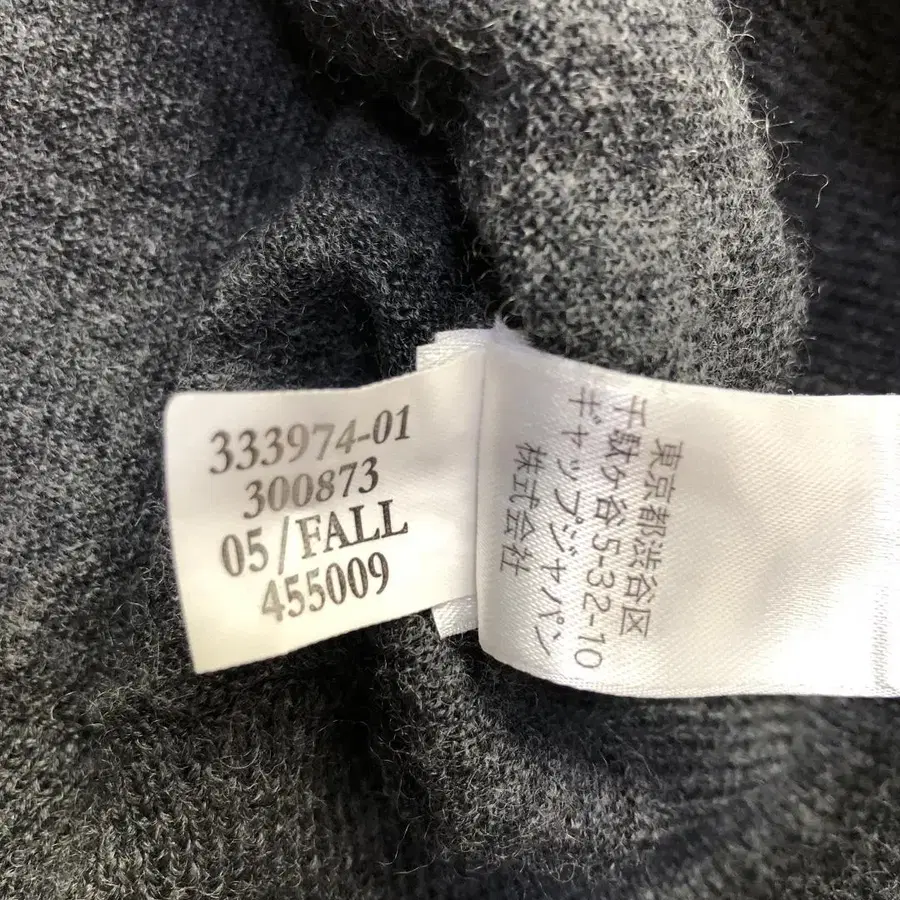 333974-01
300873
05/FALL
455009
東京都渋谷区
千駄ケ谷5-32-10
ギャップジャパン
株式会社